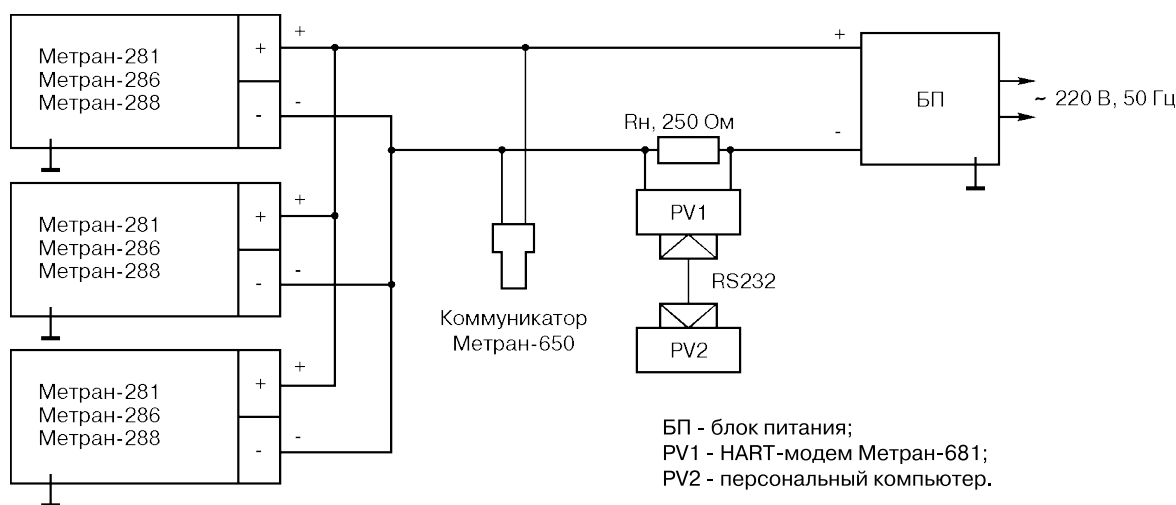 Метран-281
Метран-286
Метран-288
+
-
+
-
+
-
БП
~ 220 В, 50 Гц
Rн, 250 Ом
PV1
RS232
PV2
Коммуникатор
Метран-650
Метран-281
Метран-286
Метран-288
+
-
+
-
Метран-281
Метран-286
Метран-288
+
-
+
-
БП - блок питания;
PV1 - HART-модем Метран-681;
PV2 - персональный компьютер.